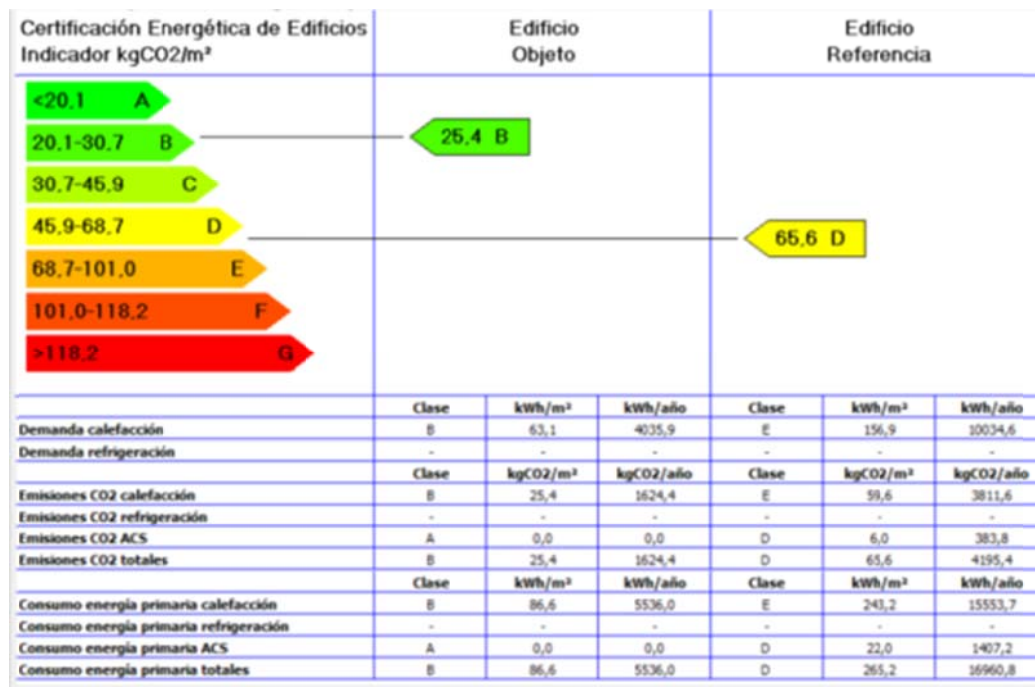 Certificación Energética de Edificios
Indicador kgCO2/m²
Edificio
Objeto
Edificio
Referencia
<20,1 A
20,1-30,7 B
25,4 B
30,7-45,9 C
45,9-68,7 D
65,6 D
68,7-101,0 E
101,0-118,2 F
>118,2 G
Clase kWh/m² kWh/año Clase kWh/m² kWh/año
Demanda calefacción B 63,1 4035,9 E 156,9 10034,6
Demanda refrigeración - - - - - -
Clase kgCO2/m² kgCO2/año Clase kgCO2/m² kgCO2/año
Emisiones CO2 calefacción B 25,4 1624,4 E 59,6 3811,6
Emisiones CO2 refrigeración - - - - - -
Emisiones CO2 ACS A 0,0 0,0 D 6,0 383,8
Emisiones CO2 totales B 25,4 1624,4 D 65,6 4195,4
Clase kWh/m² kWh/año Clase kWh/m² kWh/año
Consumo energía primaria calefacción B 86,6 5536,0 E 243,2 15553,7
Consumo energía primaria refrigeración - - - - - -
Consumo energía primaria ACS A 0,0 0,0 D 22,0 1407,2
Consumo energía primaria totales B 86,6 5536,0 D 265,2 16960,8